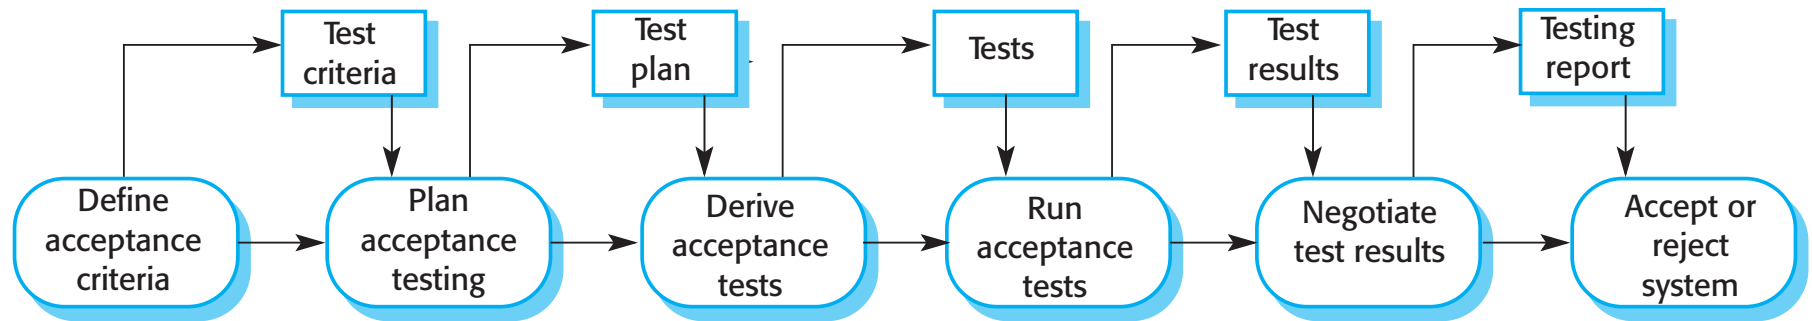 Test
criteria
Test
plan
Tests
Test
results
Testing
report
Define
acceptance
criteria
Plan
acceptance
testing
Derive
acceptance
tests
Run
acceptance
tests
Negotiate
test results
Accept or
reject
system